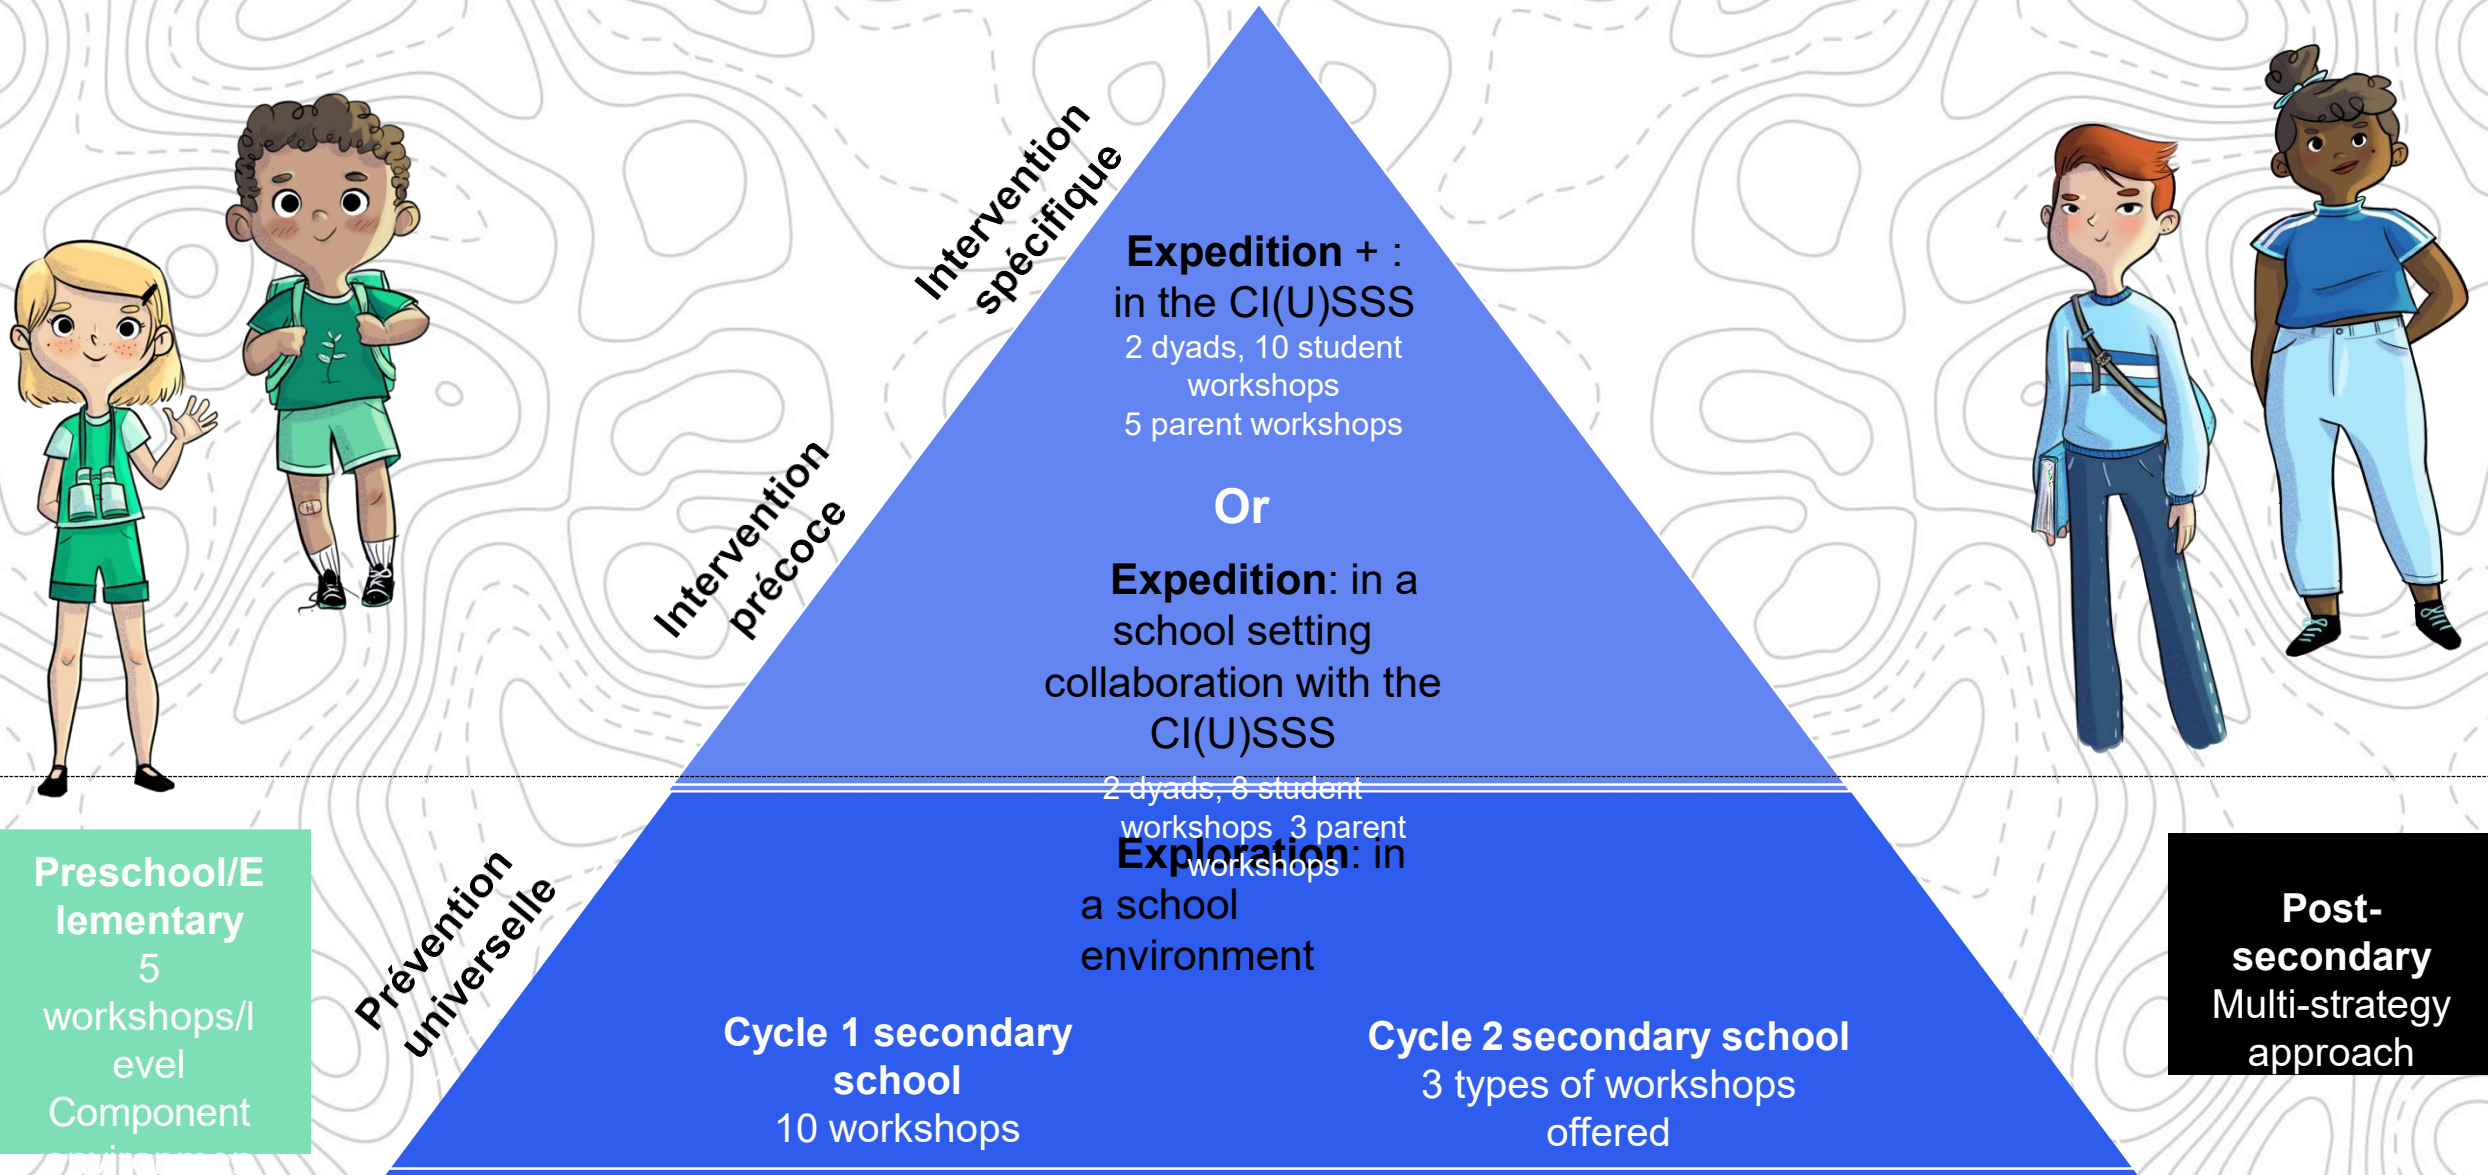 Intervention
spécifique
Expedition + :
in the CI(U)SSS
2 dyads, 10 student
workshops
5 parent workshops
Or
Intervention
précoce
Expedition: in a
school setting
collaboration with the
CI(U)SSS
2 dyads, 8 student
workshops 3 parent
workshops
Prévention
universelle
Exploration: in
a school
environment
Cycle 1 secondary
school
10 workshops
Cycle 2 secondary school
3 types of workshops
offered
Preschool/E
lementary
5
workshops/l
evel
Component
Post-
secondary
Multi-strategy
approach